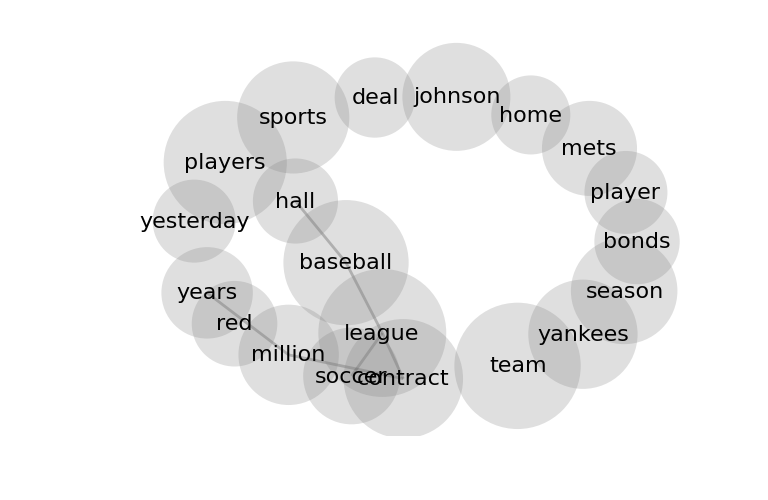 deal
johnson
home
sports
mets
players
player
hall
yesterday
bonds
baseball
years
season
red
league
yankees
million
team
soccer
contract